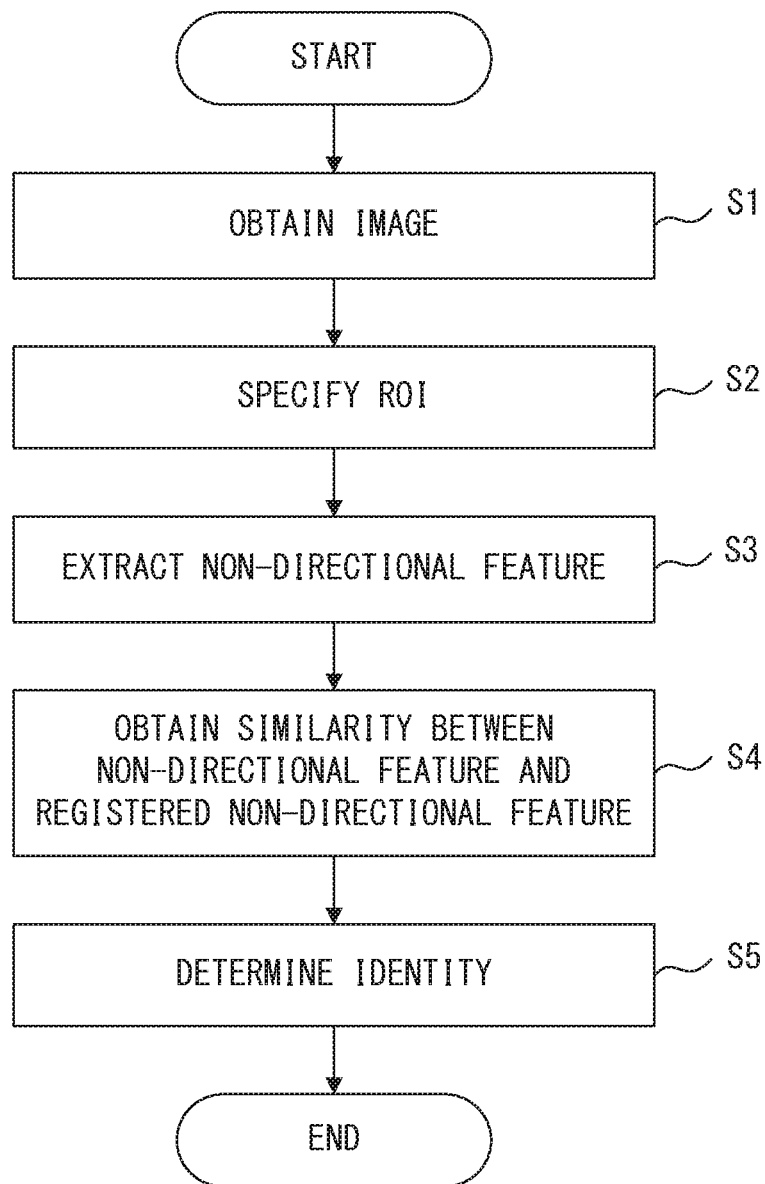 START
OBTAIN IMAGE
S1
SPECIFY ROI
S2
EXTRACT NON-DIRECTIONAL FEATURE
S3
OBTAIN SIMILARITY BETWEEN
NON-DIRECTIONAL FEATURE AND
REGISTERED NON-DIRECTIONAL FEATURE
S4
DETERMINE IDENTITY
S5
END